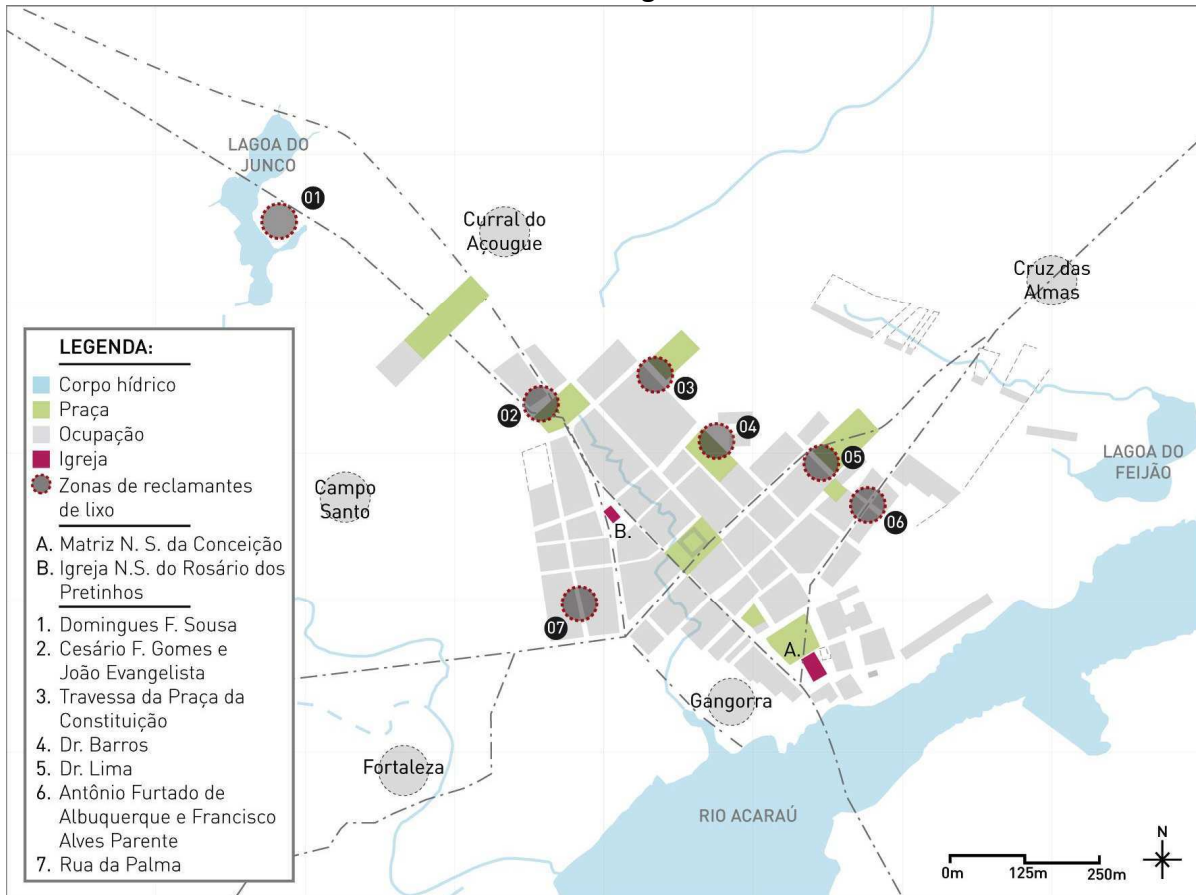 LAGOA DO
JUNCO
01
Curral do
Açougue
Cruz das
Almas
LEGENDA:
Corpo hídrico
Praça
Ocupação
Igreja
Zonas de reclamantes
de lixo
A. Matriz N. S. da Conceição
B. Igreja N.S. do Rosário dos
Pretinhos
1. Domingues F. Sousa
2. Cesário F. Gomes e
João Evangelista
3. Travessa da Praça da
Constituição
4. Dr. Barros
5. Dr. Lima
6. Antônio Furtado de
Albuquerque e Francisco
Alves Parente
7. Rua da Palma
02
03
04
05
06
LAGOA DO
FEIJÃO
Campo
Santo
B.
07
A.
Gangorra
Fortaleza
RIO ACARAÚ
N
0m 125m 250m